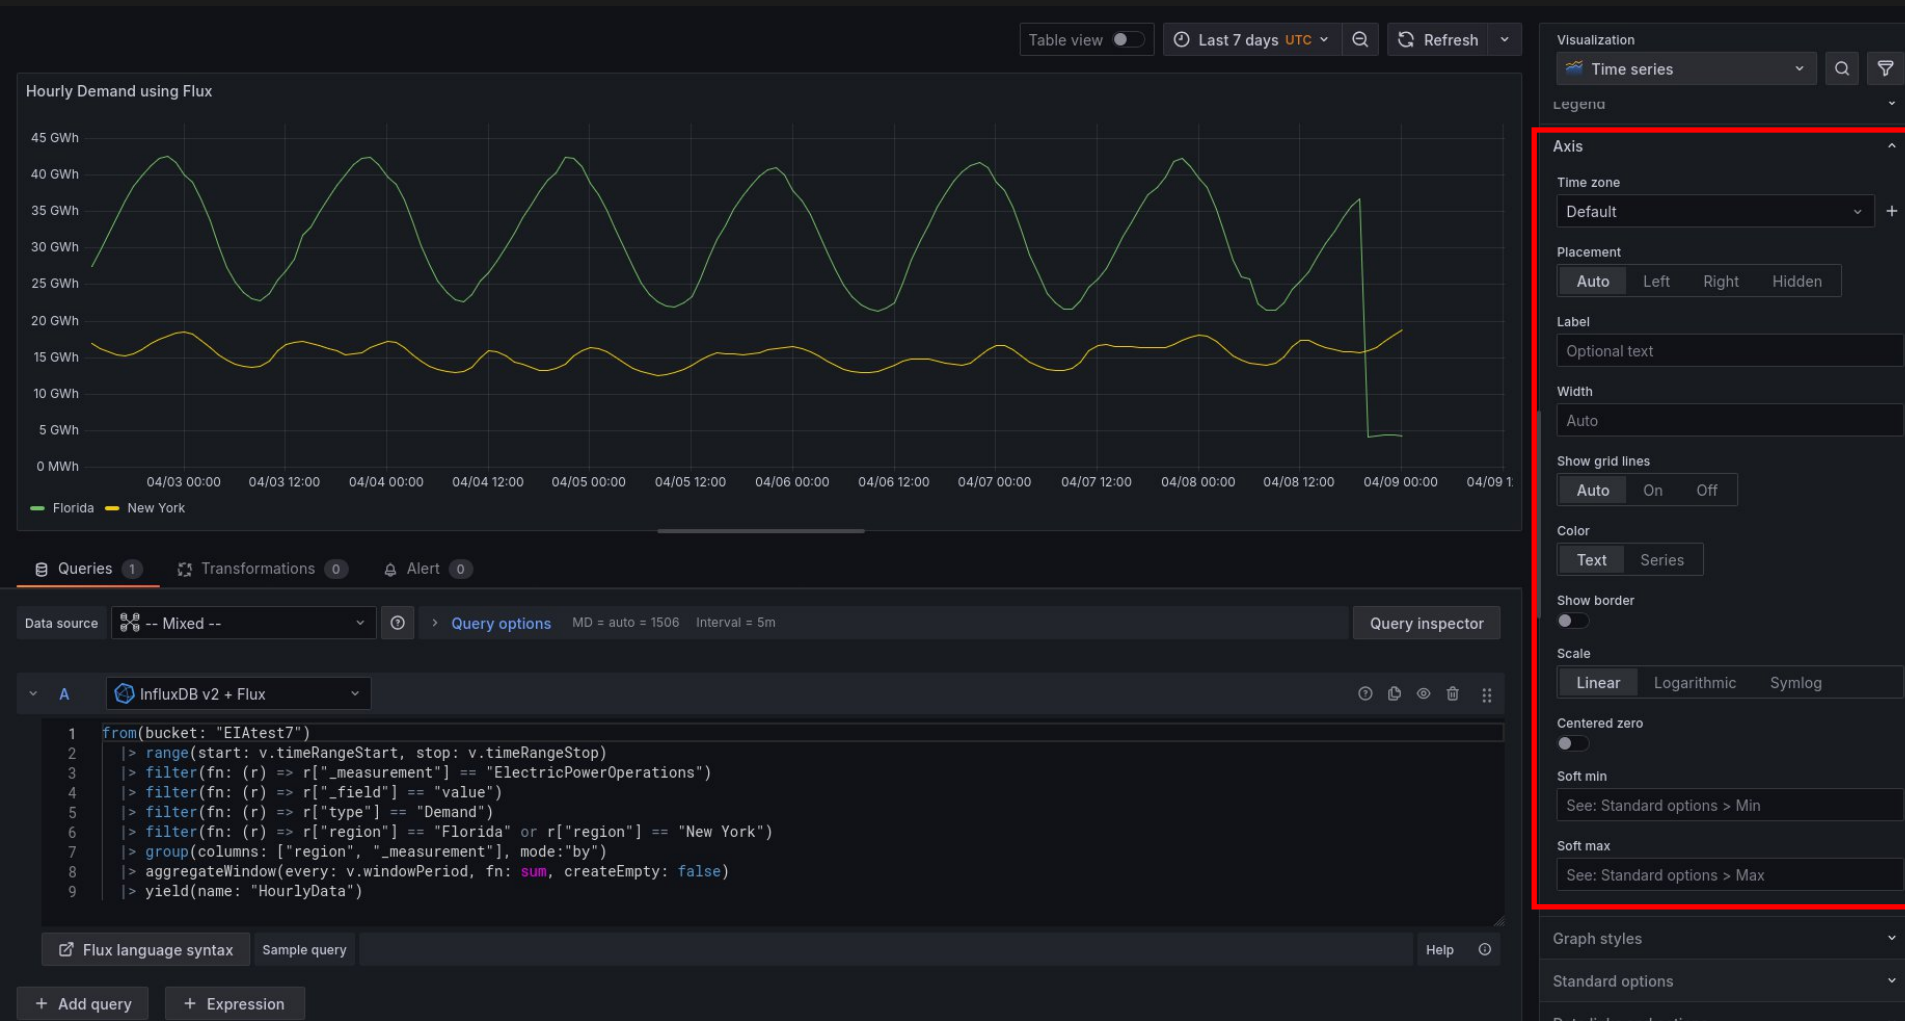 Table view
Last 7 days UTC
Refresh
Visualization
Time series
Legend
Hourly Demand using Flux
45 GWh
40 GWh
35 GWh
30 GWh
25 GWh
20 GWh
15 GWh
10 GWh
5 GWh
0 MWh
04/03 00:00 04/03 12:00 04/04 00:00 04/04 12:00 04/05 00:00 04/05 12:00 04/06 00:00 04/06 12:00 04/07 00:00 04/07 12:00 04/08 00:00 04/08 12:00 04/09 00:00 04/09 1:
Florida New York
Queries 1 Transformations 0 Alert 0
Data source -- Mixed -- Query options MD = auto = 1506 Interval = 5m Query inspector
A InfluxDB v2 + Flux
1 from(bucket: "EIAtest7")
2 |> range(start: v.timeRangeStart, stop: v.timeRangeStop)
3 |> filter(fn: (r) => r["_measurement"] == "ElectricPowerOperations")
4 |> filter(fn: (r) => r["_field"] == "value")
5 |> filter(fn: (r) => r["type"] == "Demand")
6 |> filter(fn: (r) => r["region"] == "Florida" or r["region"] == "New York")
7 |> group(columns: ["region", "_measurement"], mode:"by")
8 |> aggregateWindow(every: v.windowPeriod, fn: sum, createEmpty: false)
9 |> yield(name: "HourlyData")
Flux language syntax Sample query Help
+ Add query + Expression
Axis
Time zone
Default
Placement
Auto Left Right Hidden
Label
Optional text
Width
Auto
Show grid lines
Auto On Off
Color
Text Series
Show border
Scale
Linear Logarithmic Symlog
Centered zero
Soft min
See: Standard options > Min
Soft max
See: Standard options > Max
Graph styles
Standard options